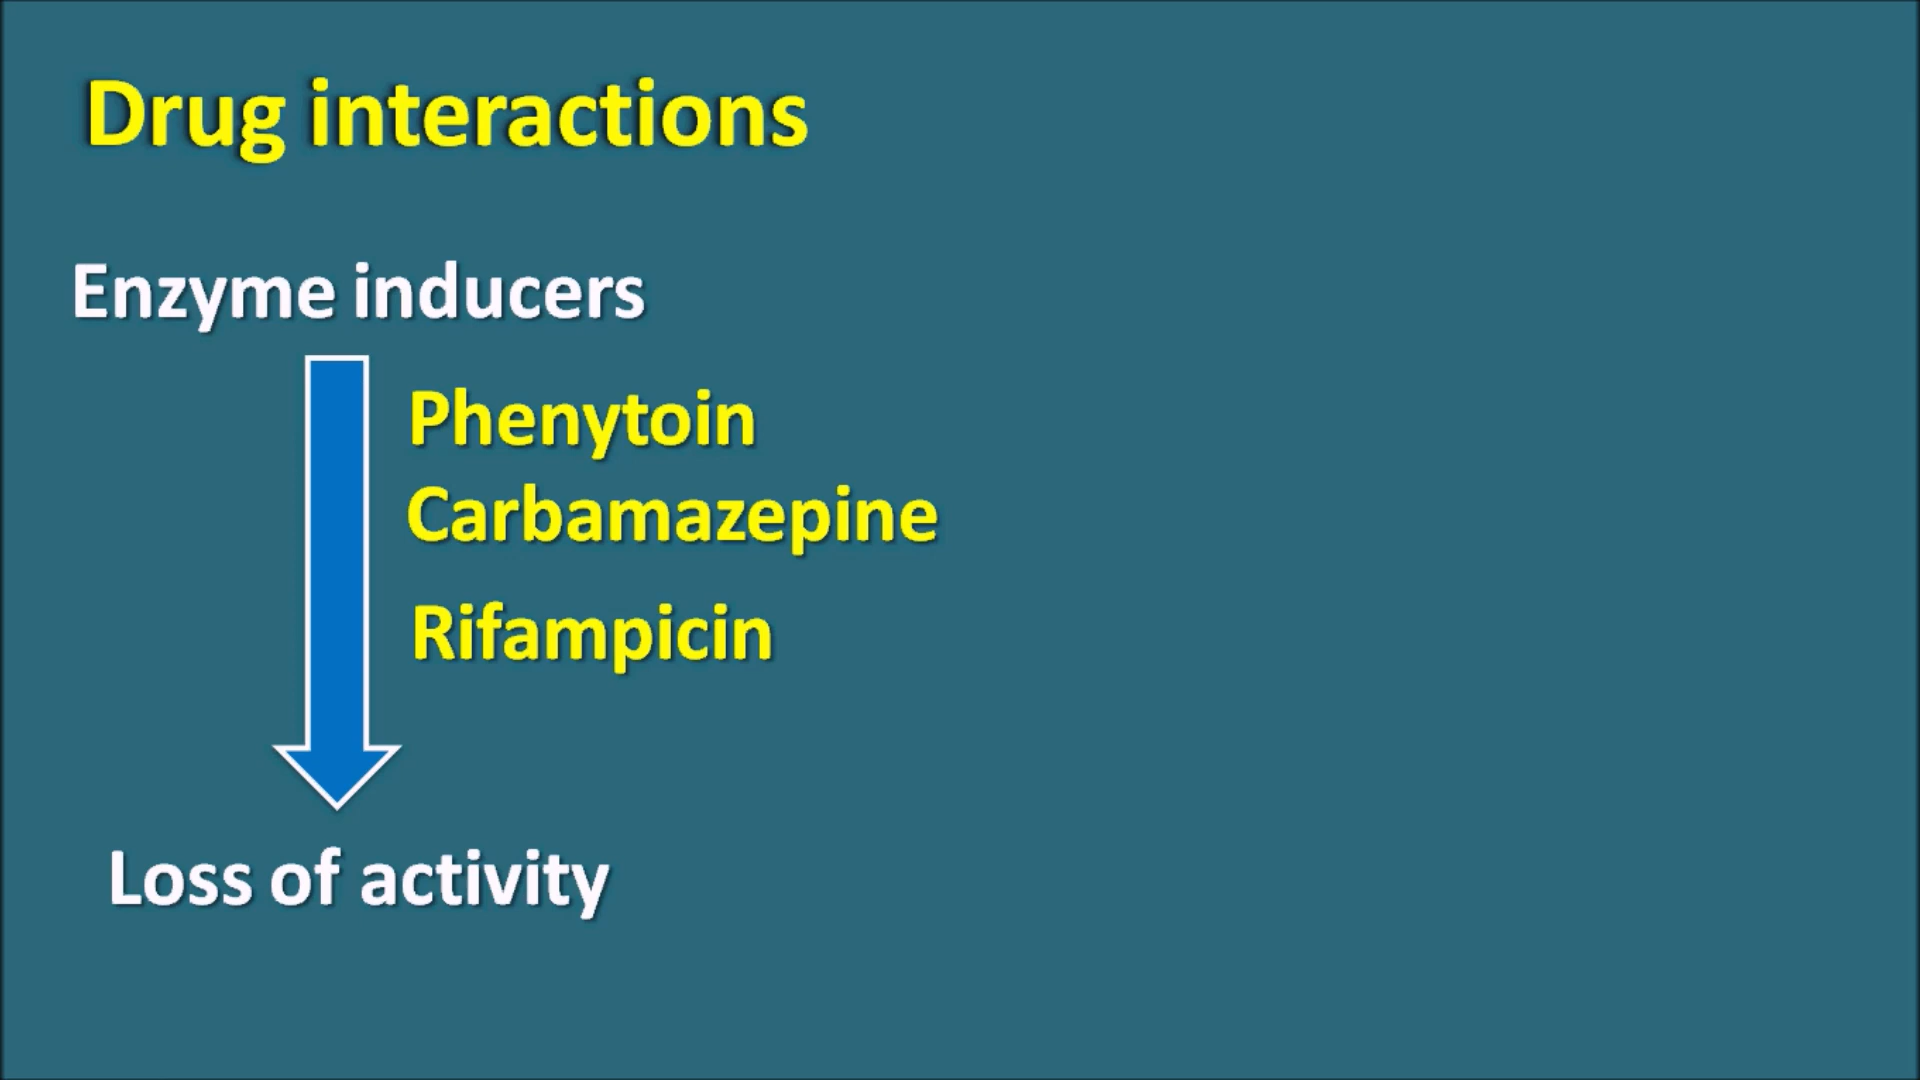 Drug interactions
Enzyme inducers
Phenytoin
Carbamazepine
Rifampicin
Loss of activity